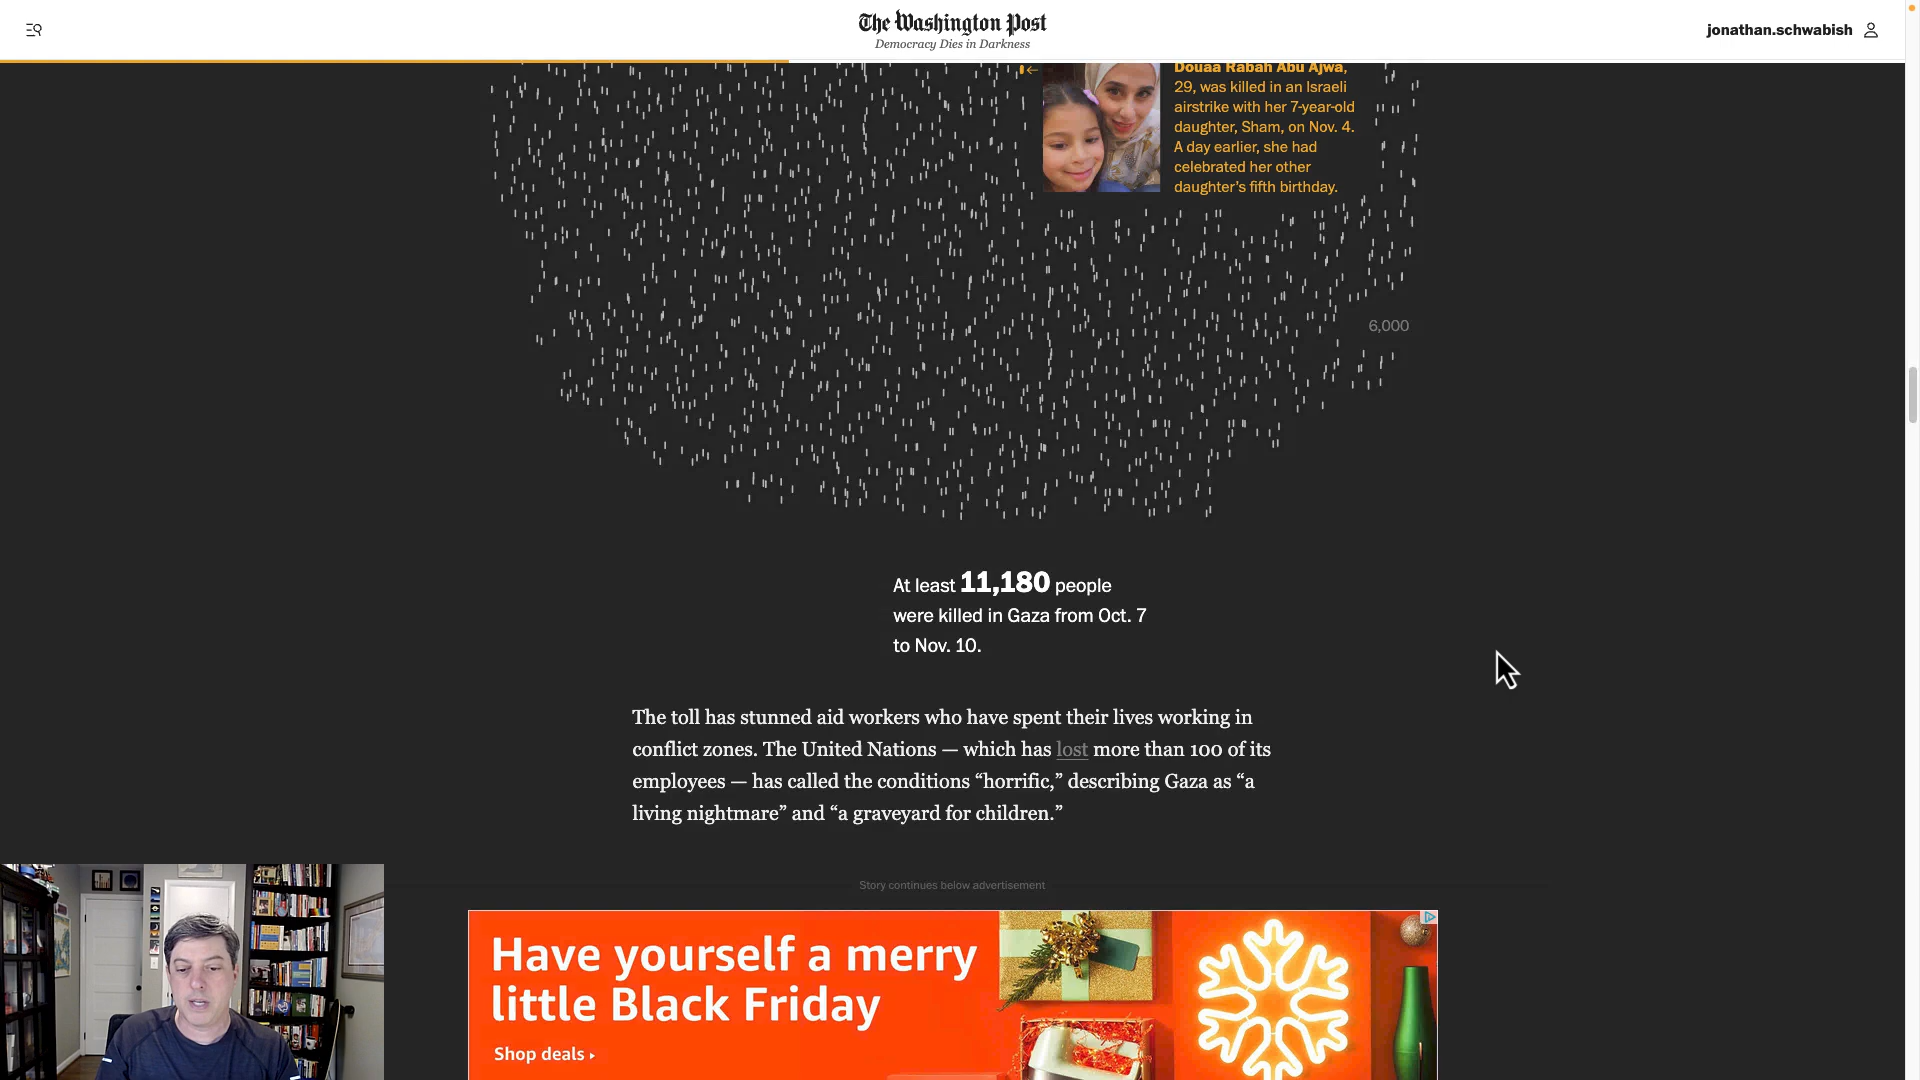 The Washington Post
Democracy Dies in Darkness
jonathan.schwabish
Douaa Rabah Abu Ajwa,
29, was killed in an Israeli
airstrike with her 7-year-old
daughter, Sham, on Nov. 4.
A day earlier, she had
celebrated her other
daughter’s fifth birthday.
6,000
At least 11,180 people
were killed in Gaza from Oct. 7
to Nov. 10.
The toll has stunned aid workers who have spent their lives working in
conflict zones. The United Nations — which has lost more than 100 of its
employees — has called the conditions “horrific,” describing Gaza as “a
living nightmare” and “a graveyard for children.”
Story continues below advertisement
Have yourself a merry
little Black Friday
Shop deals